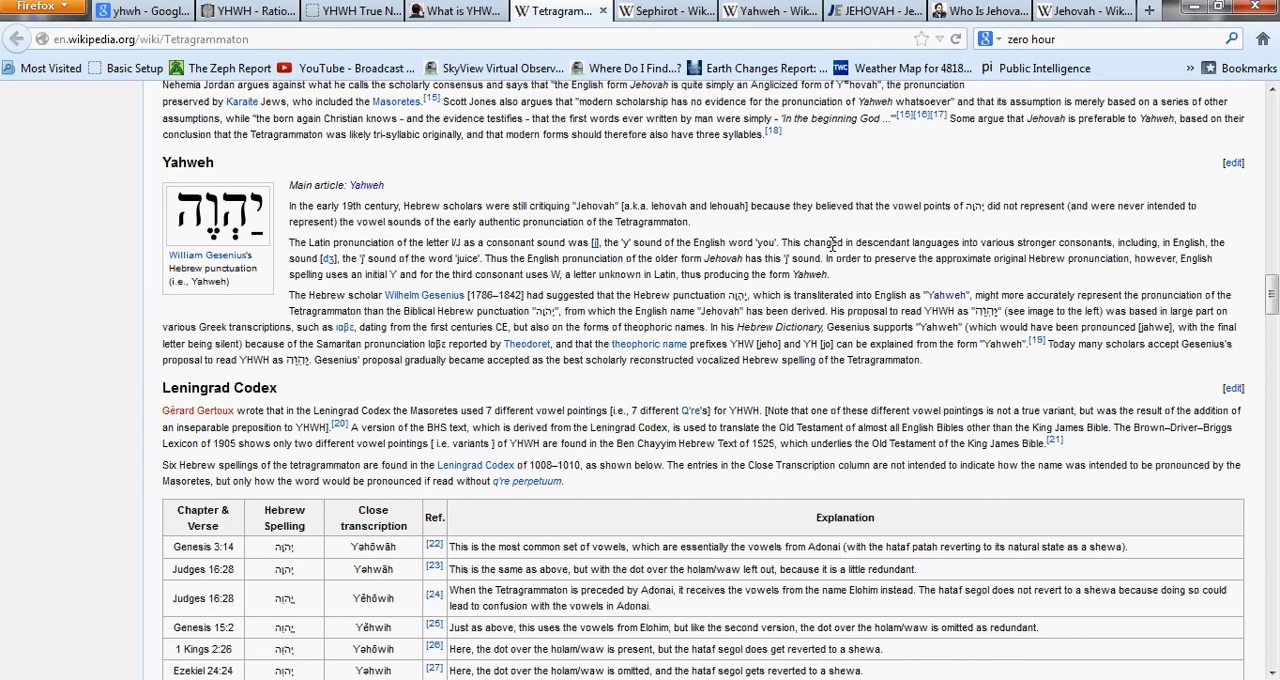 Firefox
yhwh - Googl...
YHWH - Ratio...
YHWH True N...
What is YHW...
Tetragram...
Sephirot - Wik...
Yahweh - Wik...
JEHOVAH - Je...
Who Is Jehova...
Jehovah - Wik...
en.wikipedia.org/wiki/Tetragrammaton
zero hour
Most Visited
Basic Setup
The Zeph Report
YouTube - Broadcast ...
SkyView Virtual Observ...
Where Do I Find...?
Earth Changes Report: ...
Weather Map for 4818...
Public Intelligence
Bookmarks
Nehemia Jordan argues against what he calls the scholarly consensus and says that "the English form Jehovah is quite simply an Anglicized form of Yᵉhovah", the pronunciation
preserved by Karaite Jews, who included the Masoretes.[15] Scott Jones also argues that "modern scholarship has no evidence for the pronunciation of Yahweh whatsoever" and that its assumption is merely based on a series of other
assumptions, while "the born again Christian knows - and the evidence testifies - that the first words ever written by man were simply - 'In the beginning God ...'"[15][16][17] Some argue that Jehovah is preferable to Yahweh, based on their
conclusion that the Tetragrammaton was likely tri-syllabic originally, and that modern forms should therefore also have three syllables.[18]
Yahweh
[edit]
יַהְוֶה
William Gesenius's
Hebrew punctuation
(i.e., Yahweh)
Main article: Yahweh
In the early 19th century, Hebrew scholars were still critiquing "Jehovah" [a.k.a. Iehovah and Iehouah] because they believed that the vowel points of יְהֹוָה did not represent (and were never intended to
represent) the vowel sounds of the early authentic pronunciation of the Tetragrammaton.
The Latin pronunciation of the letter I/J as a consonant sound was [j], the 'y' sound of the English word 'you'. This changed in descendant languages into various stronger consonants, including, in English, the
sound [dʒ], the 'j' sound of the word 'juice'. Thus the English pronunciation of the older form Jehovah has this 'j' sound. In order to preserve the approximate original Hebrew pronunciation, however, English
spelling uses an initial Y and for the third consonant uses W, a letter unknown in Latin, thus producing the form Yahweh.
The Hebrew scholar Wilhelm Gesenius [1786–1842] had suggested that the Hebrew punctuation יַהְוֶה, which is transliterated into English as "Yahweh", might more accurately represent the pronunciation of the
Tetragrammaton than the Biblical Hebrew punctuation "יְהֹוָה", from which the English name "Jehovah" has been derived. His proposal to read YHWH as "יַהְוֶה" (see image to the left) was based in large part on
various Greek transcriptions, such as ιαβε, dating from the first centuries CE, but also on the forms of theophoric names. In his Hebrew Dictionary, Gesenius supports "Yahweh" (which would have been pronounced [jahwe], with the final
letter being silent) because of the Samaritan pronunciation Ιαβε reported by Theodoret, and that the theophoric name prefixes YHW [jeho] and YH [jo] can be explained from the form "Yahweh".[19] Today many scholars accept Gesenius's
proposal to read YHWH as יַהְוֶה. Gesenius' proposal gradually became accepted as the best scholarly reconstructed vocalized Hebrew spelling of the Tetragrammaton.
Leningrad Codex
[edit]
Gérard Gertoux wrote that in the Leningrad Codex the Masoretes used 7 different vowel pointings [i.e., 7 different Q're's] for YHWH. [Note that one of these different vowel pointings is not a true variant, but was the result of the addition of
an inseparable preposition to YHWH].[20] A version of the BHS text, which is derived from the Leningrad Codex, is used to translate the Old Testament of almost all English Bibles other than the King James Bible. The Brown–Driver–Briggs
Lexicon of 1905 shows only two different vowel pointings [ i.e. variants ] of YHWH are found in the Ben Chayyim Hebrew Text of 1525, which underlies the Old Testament of the King James Bible.[21]
Six Hebrew spellings of the tetragrammaton are found in the Leningrad Codex of 1008–1010, as shown below. The entries in the Close Transcription column are not intended to indicate how the name was intended to be pronounced by the
Masoretes, but only how the word would be pronounced if read without q're perpetuum.
Chapter & Verse
Hebrew Spelling
Close transcription
Ref.
Explanation
Genesis 3:14 יְהֹוָה Yǝhōwāh [22] This is the most common set of vowels, which are essentially the vowels from Adonai (with the hataf patah reverting to its natural state as a shewa).
Judges 16:28 יְהוָה Yǝhwāh [23] This is the same as above, but with the dot over the holam/waw left out, because it is a little redundant.
Judges 16:28 יֱהֹוִה Yĕhōwih [24] When the Tetragrammaton is preceded by Adonai, it receives the vowels from the name Elohim instead. The hataf segol does not revert to a shewa because doing so could
lead to confusion with the vowels in Adonai.
Genesis 15:2 יֱהוִה Yĕhwih [25] Just as above, this uses the vowels from Elohim, but like the second version, the dot over the holam/waw is omitted as redundant.
1 Kings 2:26 יְהֹוִה Yǝhōwih [26] Here, the dot over the holam/waw is present, but the hataf segol does get reverted to a shewa.
Ezekiel 24:24 יְהוִה Yǝhwih [27] Here, the dot over the holam/waw is omitted, and the hataf segol gets reverted to a shewa.